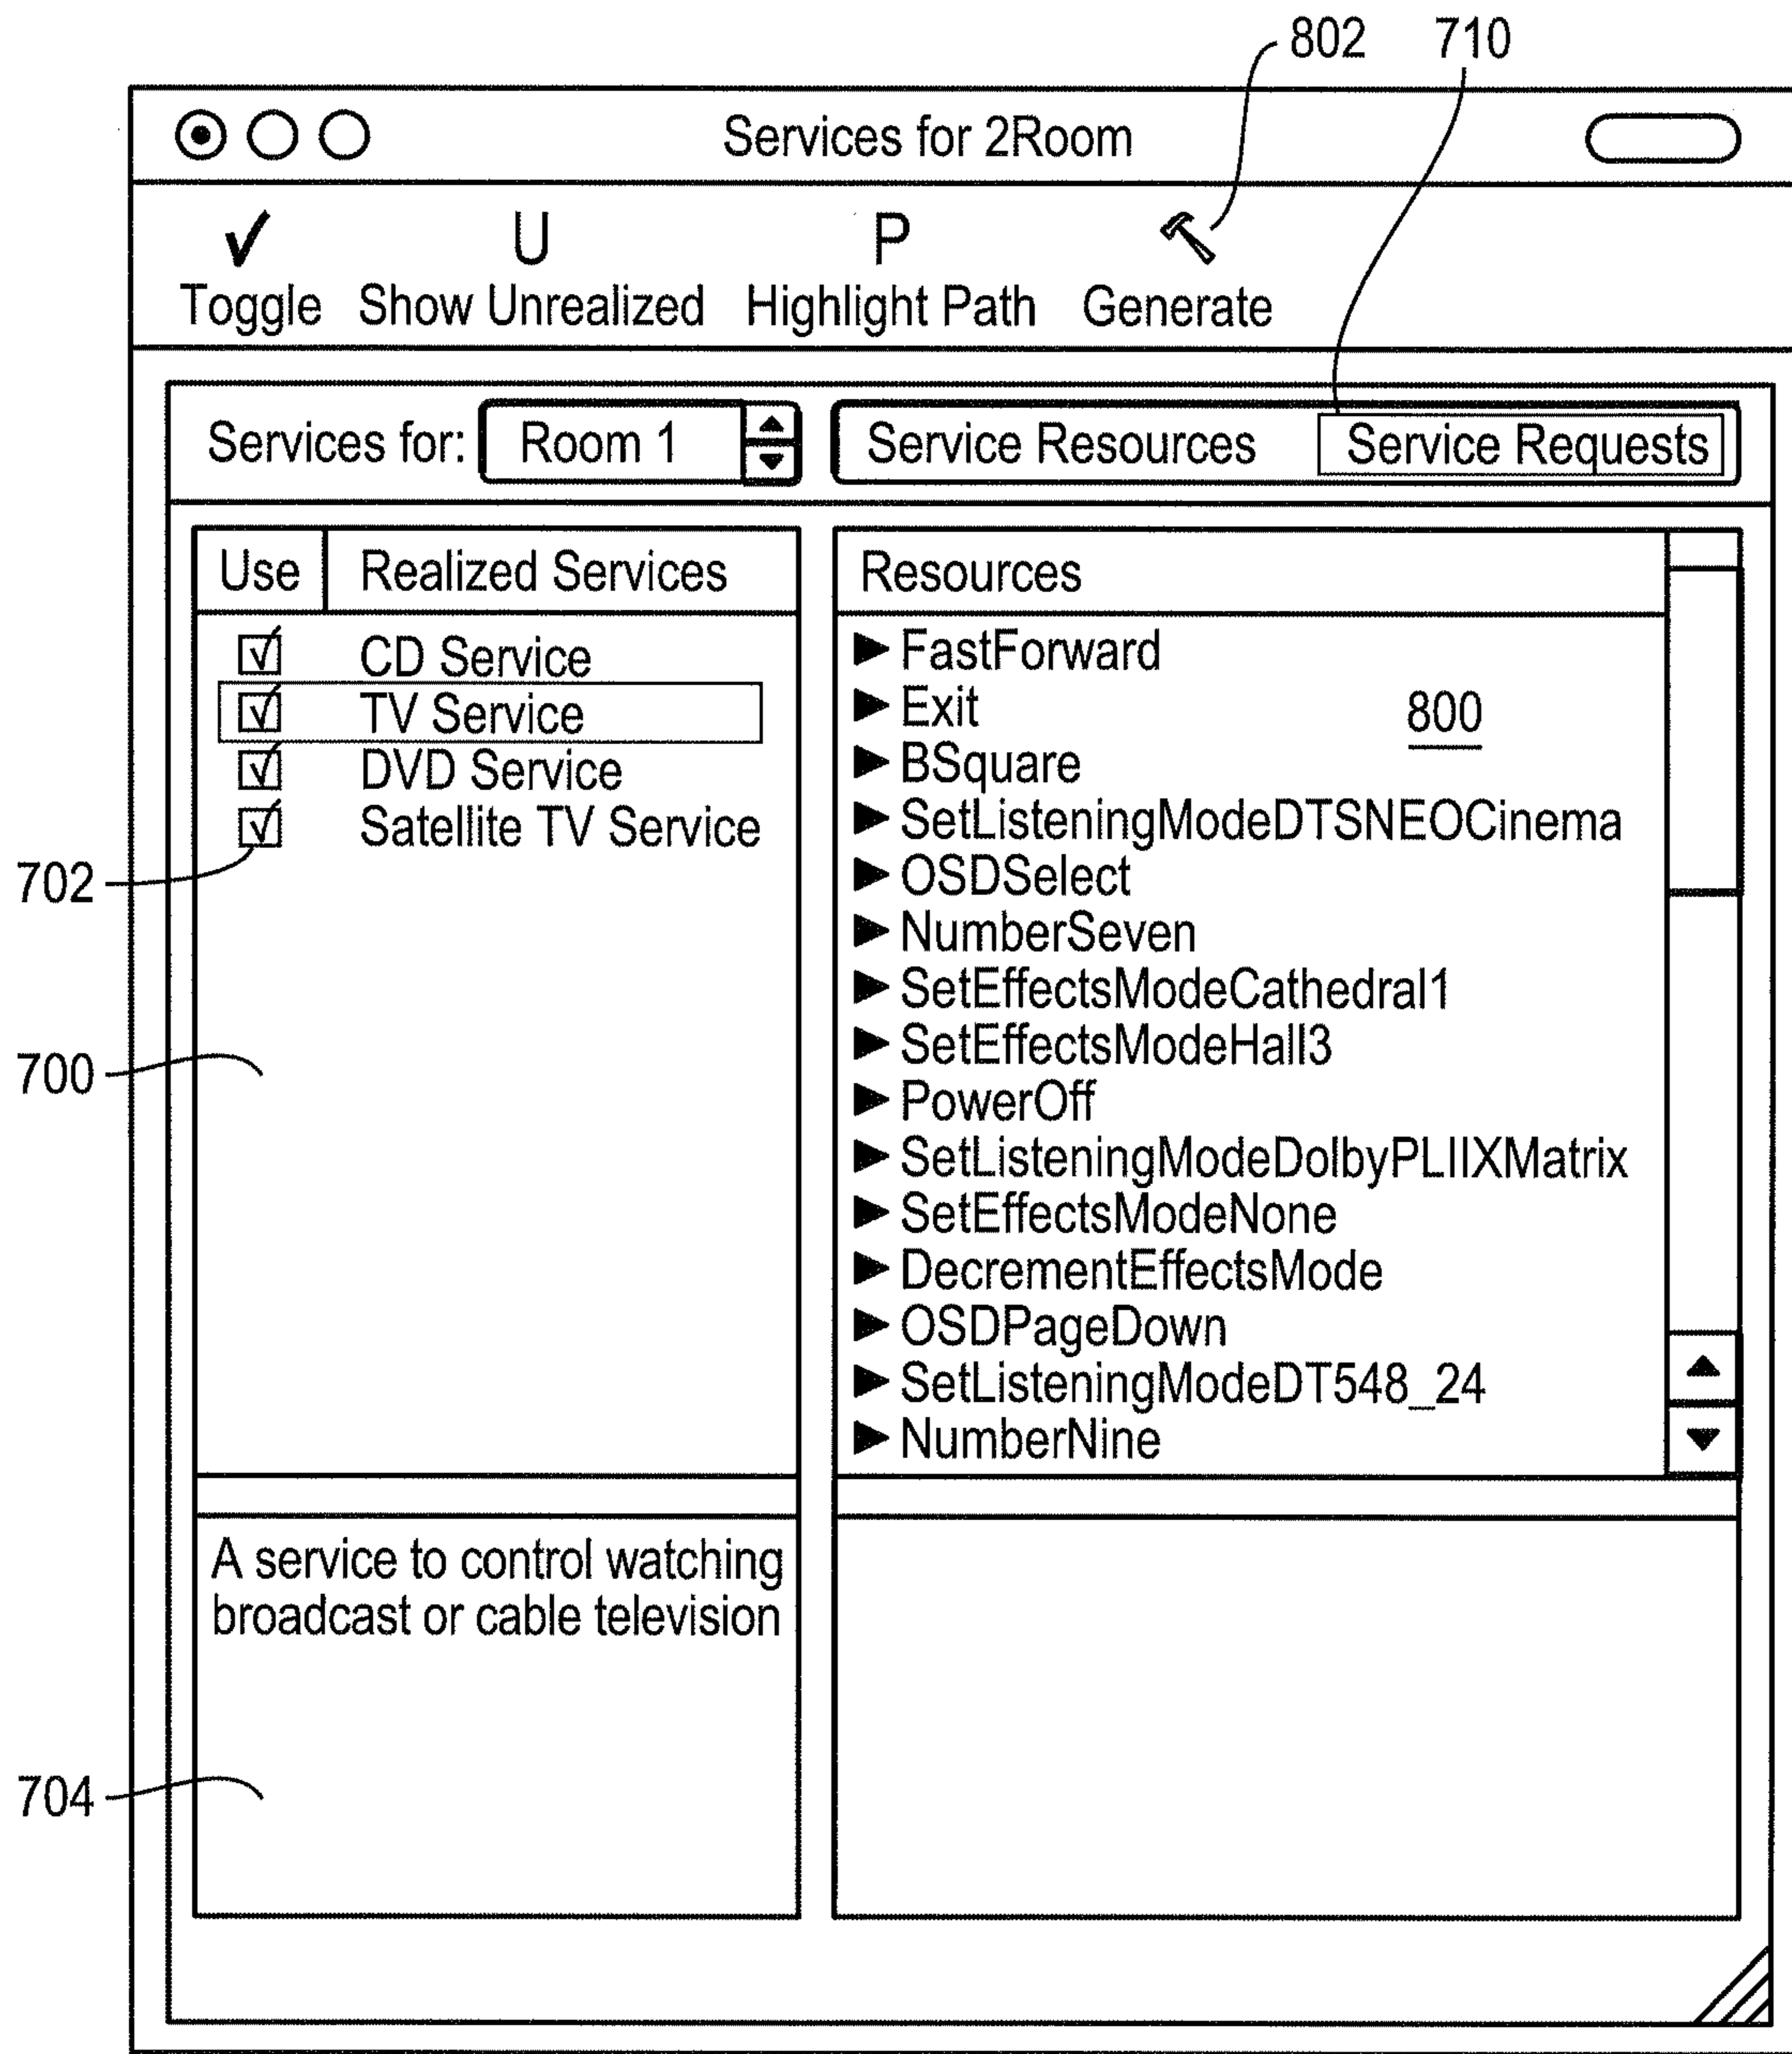 802 710
Services for 2Room
✓ U P
Toggle Show Unrealized Highlight Path Generate
Services for: Room 1 Service Resources Service Requests
Use Realized Services
CD Service
TV Service
DVD Service
Satellite TV Service
702
700
Resources
FastForward
Exit
800
BSquare
SetListeningModeDTSNEOCinema
OSDSelect
NumberSeven
SetEffectsModeCathedral1
SetEffectsModeHall3
PowerOff
SetListeningModeDolbyPLIIXMatrix
SetEffectsModeNone
DecrementEffectsMode
OSDPageDown
SetListeningModeDT548_24
NumberNine
A service to control watching
broadcast or cable television
704